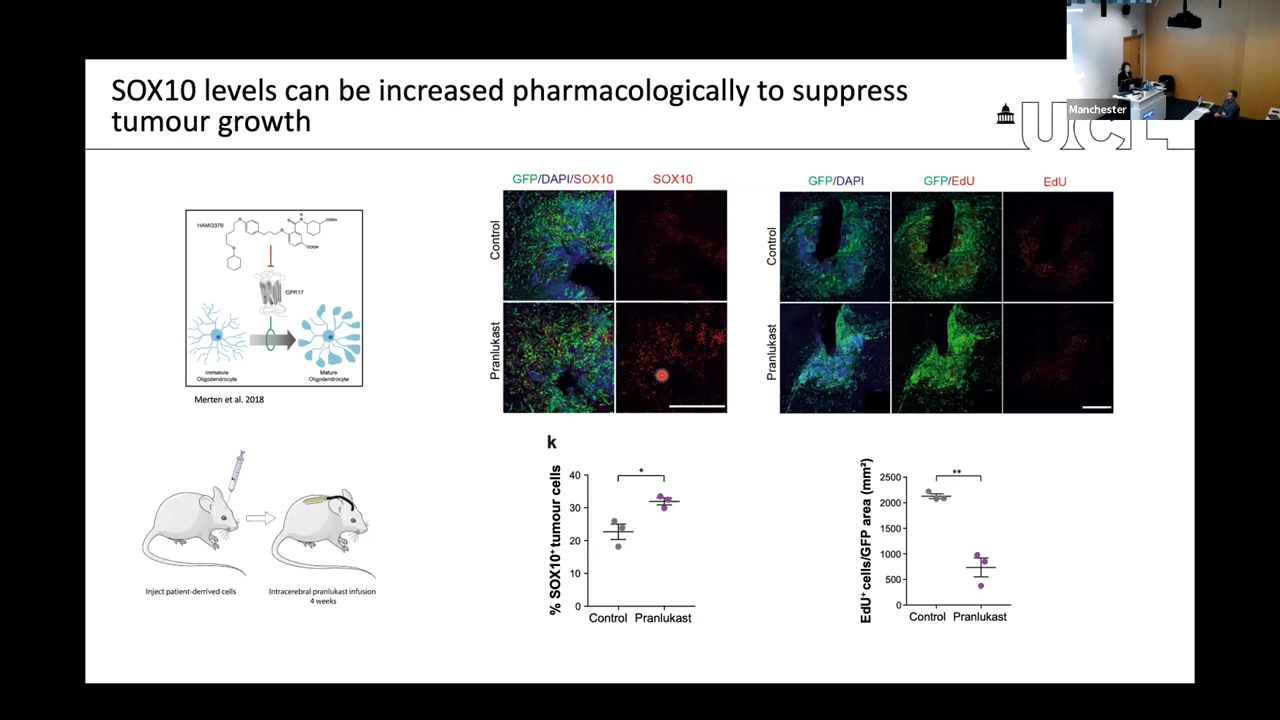 SOX10 levels can be increased pharmacologically to suppress
tumour growth
Manchester
UCL
HAMI3379
O
H
N
COOH
O
O
COOH
O
GPR17
Immature
Oligodendrocyte
Mature
Oligodendrocyte
Merten et al. 2018
Inject patient-derrived cells
Intracerebral pranlukast infusion
4 weeks
GFP/DAPI/SOX10
SOX10
Control
Pranlukast
GFP/DAPI
GFP/EdU
EdU
Control
Pranlukast
k
% SOX10+ tumour cells
40
30
20
10
0
*
Control
Pranlukast
EdU+ cells/GFP area (mm²)
2500
2000
1500
1000
500
0
**
Control
Pranlukast